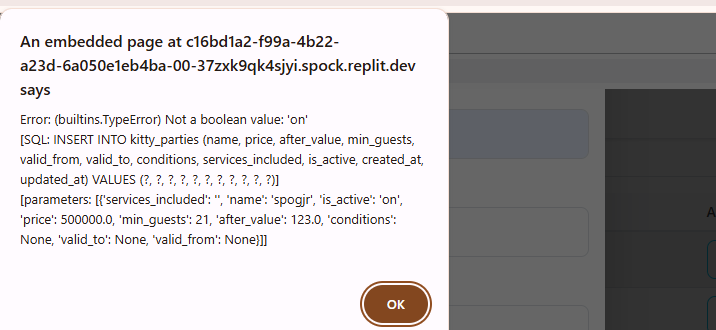 An embedded page at c16bd1a2-f99a-4b22-
a23d-6a050e1eb4ba-00-37zxk9qk4sjyi.spock.replit.dev
says
Error: (builtins.TypeError) Not a boolean value: 'on'
[SQL: INSERT INTO kitty_parties (name, price, after_value, min_guests,
valid_from, valid_to, conditions, services_included, is_active, created_at,
updated_at) VALUES (?, ?, ?, ?, ?, ?, ?, ?, ?, ?, ?)]
[parameters: [{'services_included': '', 'name': 'spogjr', 'is_active': 'on',
'price': 500000.0, 'min_guests': 21, 'after_value': 123.0, 'conditions':
None, 'valid_to': None, 'valid_from': None}]]
OK
A